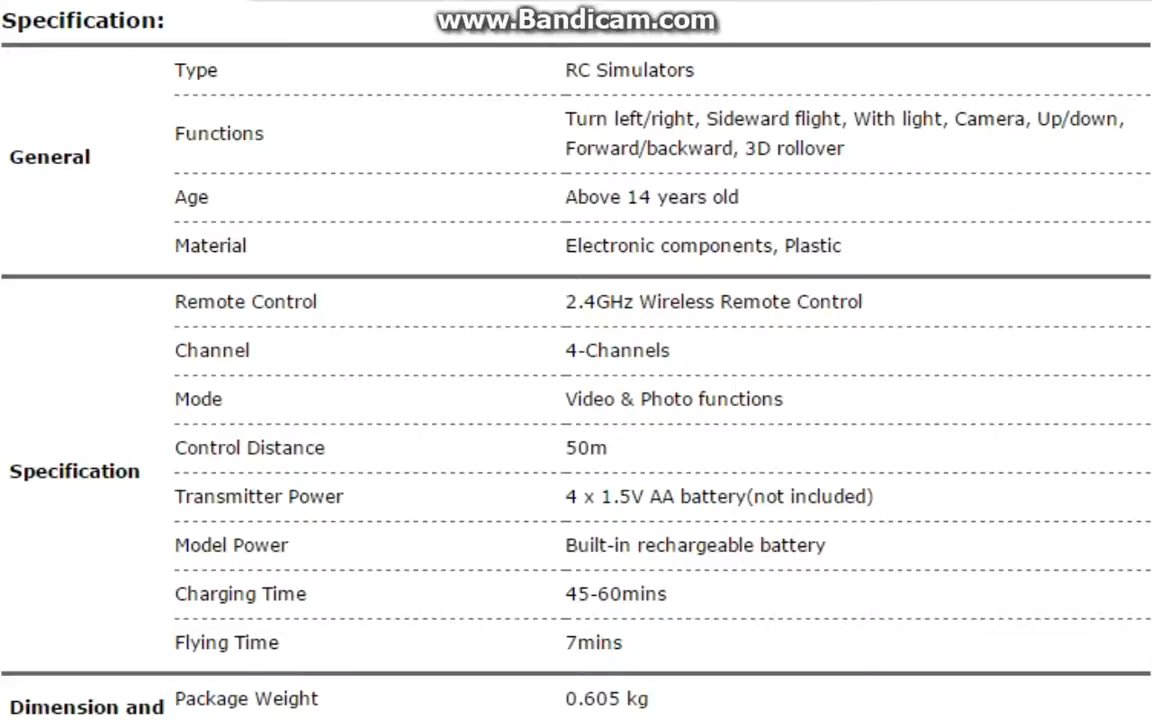 Specification:
www.Bandicam.com
Type RC Simulators
Functions Turn left/right, Sideward flight, With light, Camera, Up/down,
Forward/backward, 3D rollover
General
Age Above 14 years old
Material Electronic components, Plastic
Remote Control 2.4GHz Wireless Remote Control
Channel 4-Channels
Mode Video & Photo functions
Control Distance 50m
Specification
Transmitter Power 4 x 1.5V AA battery(not included)
Model Power Built-in rechargeable battery
Charging Time 45-60mins
Flying Time 7mins
Dimension and Package Weight 0.605 kg